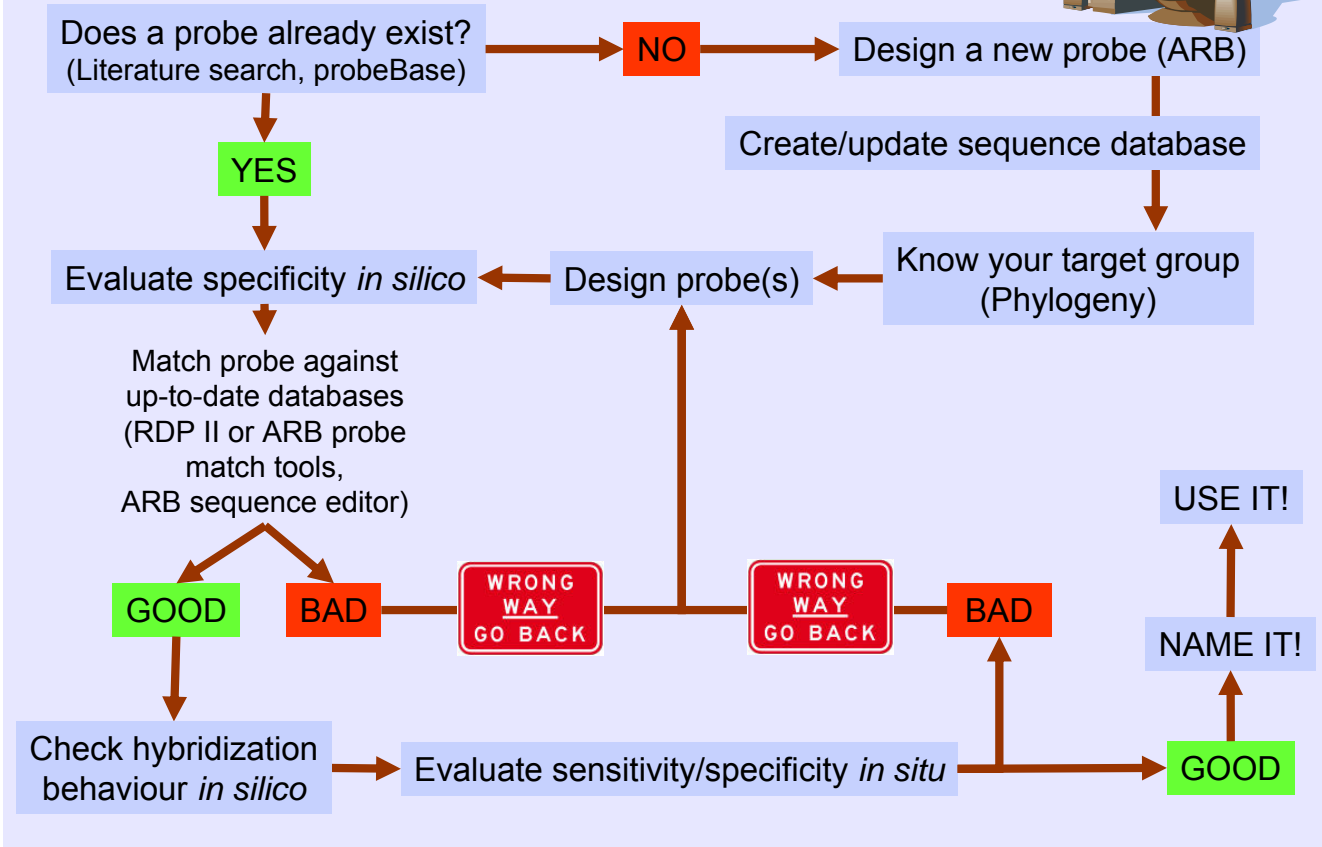 Does a probe already exist?
(Literature search, probeBase)
NO
Design a new probe (ARB)
Create/update sequence database
YES
Evaluate specificity in silico
Design probe(s)
Know your target group
(Phylogeny)
Match probe against
up-to-date databases
(RDP II or ARB probe
match tools,
ARB sequence editor)
USE IT!
GOOD
BAD
WRONG
WAY
GO BACK
WRONG
WAY
GO BACK
BAD
NAME IT!
Check hybridization
behaviour in silico
Evaluate sensitivity/specificity in situ
GOOD